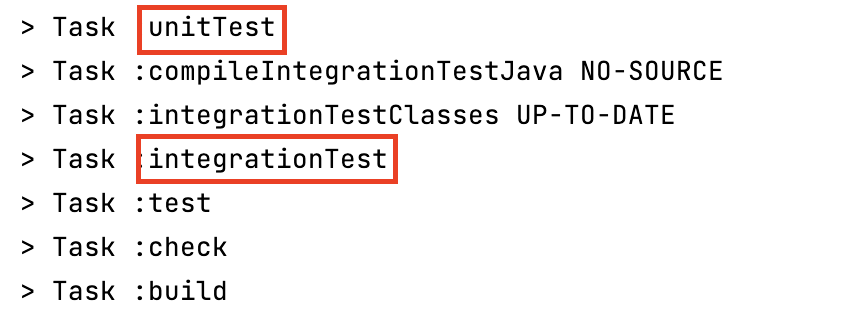 > Task unitTest
> Task :compileIntegrationTestJava NO-SOURCE
> Task :integrationTestClasses UP-TO-DATE
> Task :integrationTest
> Task :test
> Task :check
> Task :build